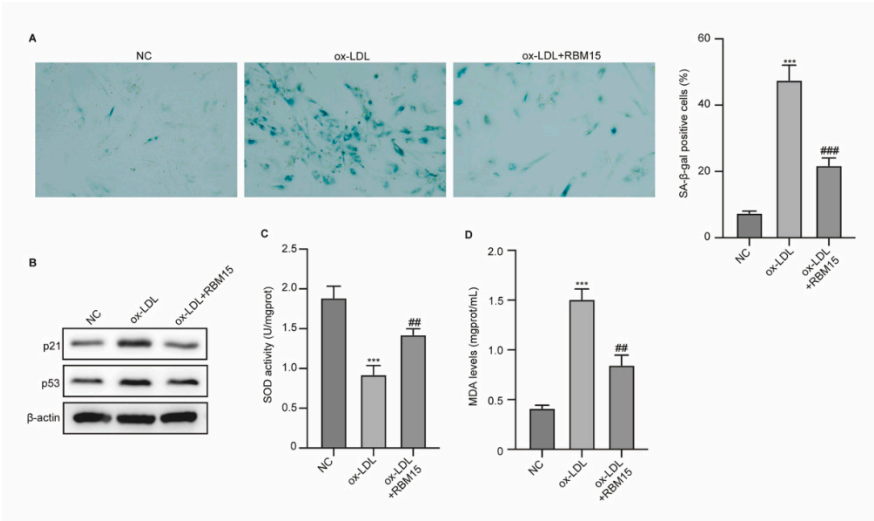 A
NC
ox-LDL
ox-LDL+RBM15
SA-β-gal positive cells (%)
60
40
20
0
***
###
NC
ox-LDL
ox-LDL
+RBM15
B
NC
ox-LDL
ox-LDL+RBM15
p21
p53
β-actin
C
SOD activity (U/mgprot)
2.5
2.0
1.5
1.0
0.5
0
***
##
NC
ox-LDL
ox-LDL
+RBM15
D
MDA levels (mgprot/mL)
2.0
1.5
1.0
0.5
0
***
##
NC
ox-LDL
ox-LDL
+RBM15